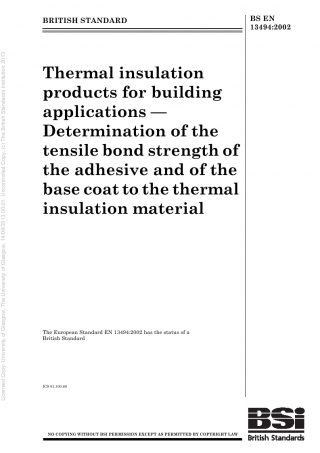 BRITISH STANDARD
BS EN
13494:2002
Thermal insulation
products for building
applications —
Determination of the
tensile bond strength of
the adhesive and of the
base coat to the thermal
insulation material
The European Standard EN 13494:2002 has the status of a
British Standard
ICS 91.100.60
NO COPYING WITHOUT BSI PERMISSION EXCEPT AS PERMITTED BY COPYRIGHT LAW
BSi
British Standards
Licensed Copy: University of Glasgow, The University of Glasgow, 14/03/2013 00:01, Uncontrolled Copy, (c) The British Standards Institution 2013